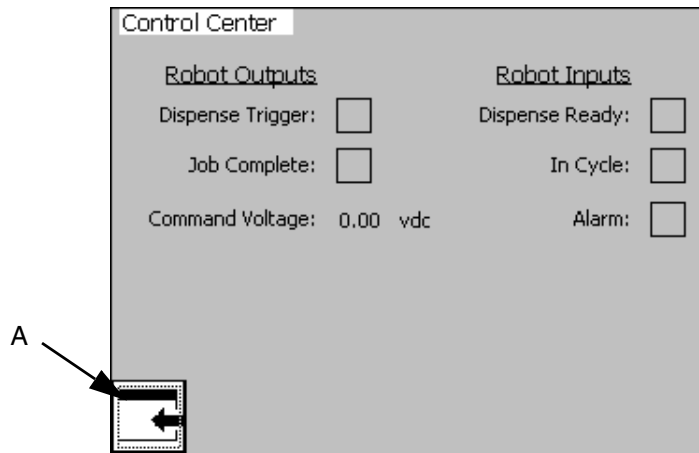 Control Center
Robot Outputs Robot Inputs
Dispense Trigger: Dispense Ready:
Job Complete: In Cycle:
Command Voltage: 0.00 vdc Alarm:
A